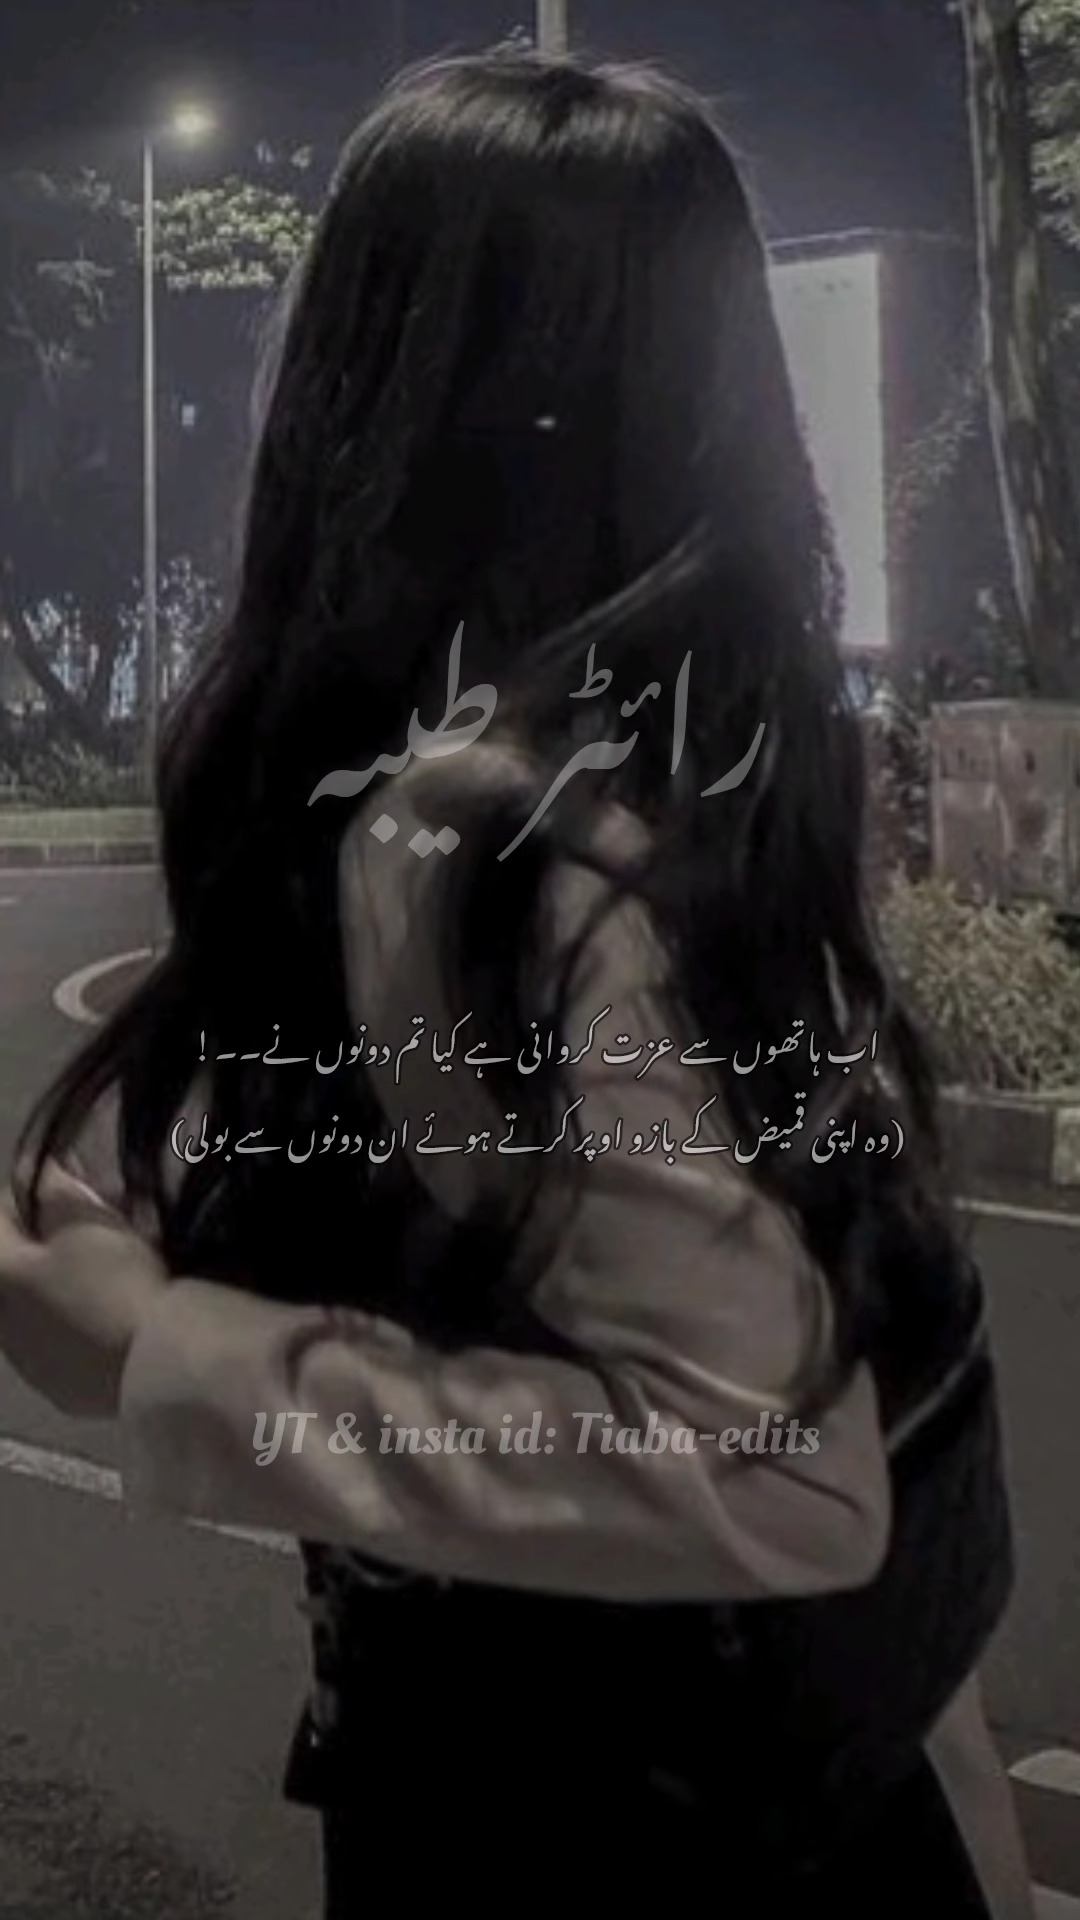 رائٹر طیبہ
اب ہاتھوں سے عزت کروانی ہے کیا تم دونوں نے۔۔۔!
(وہ اپنی قمیض کے بازو اوپر کرتے ہوئے ان دونوں سے بولی)
YT & insta id: Tiaba-edits